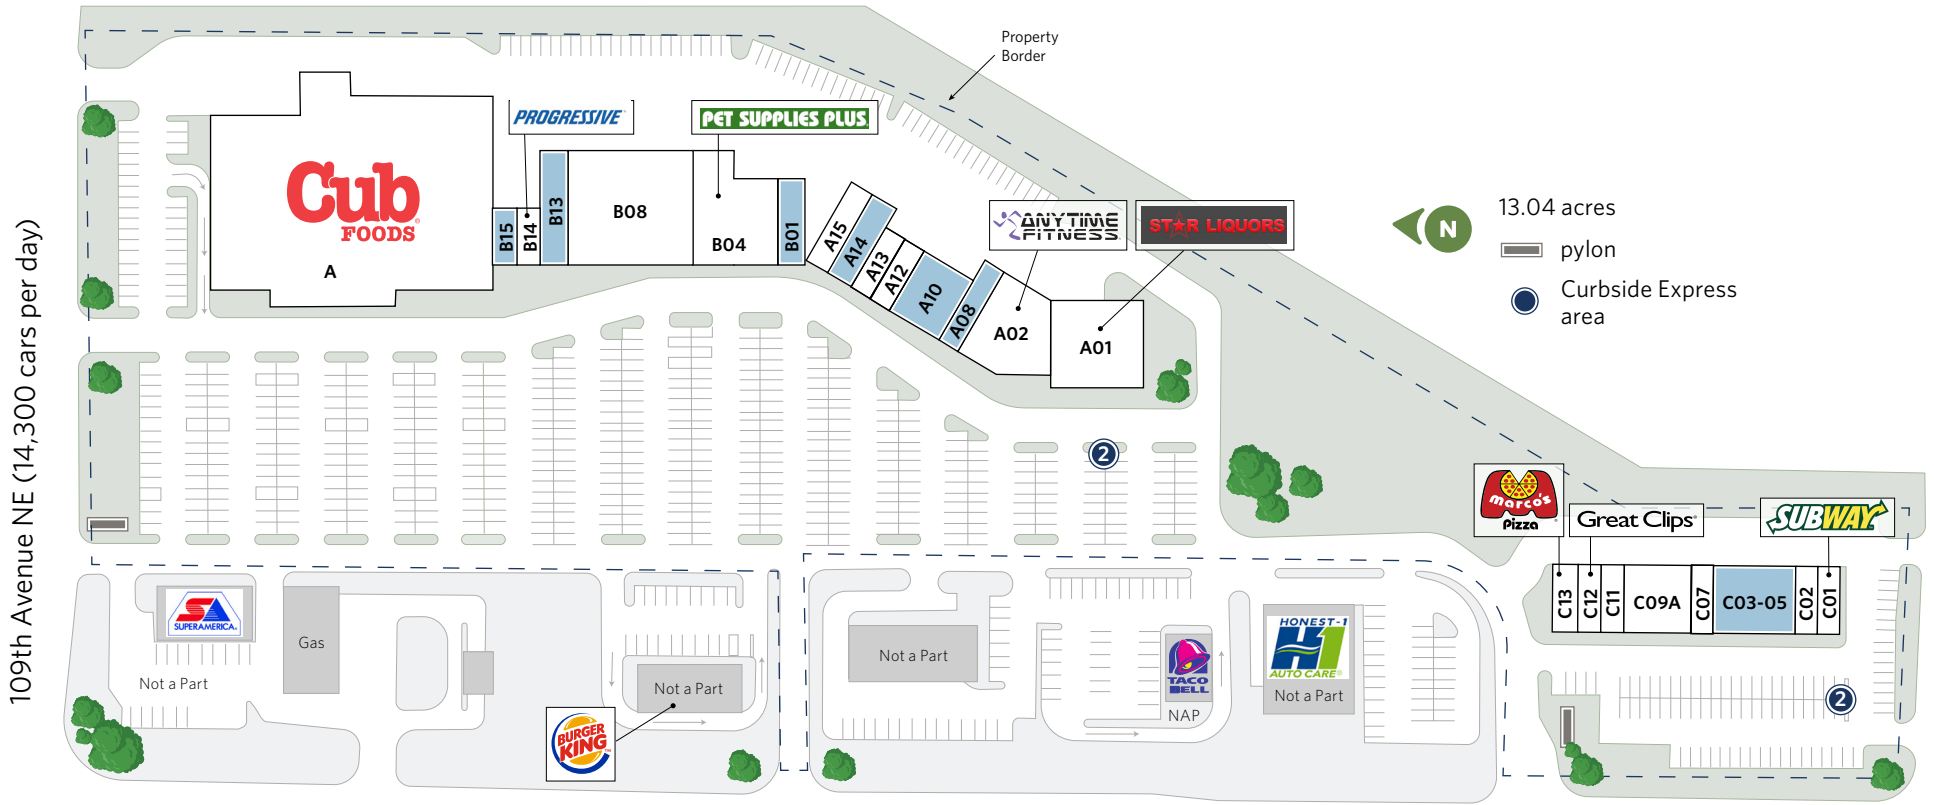 Property
Border
PROGRESSIVE
PET SUPPLIES PLUS.
Cub
FOODS
A
B15
B14
B13
B08
B04
B01
A15
A14
A13
A12
A10
A08
A02
A01
ANYTIME
FITNESS.
STAR LIQUORS
N
13.04 acres
pylon
Curbside Express
area
109th Avenue NE (14,300 cars per day)
2
marco's
Pizza
Great Clips®
SUBWAY
C13
C12
C11
C09A
C07
C03-05
C02
C01
2
SA
SUPERAMERICA.
Not a Part
Gas
Not a Part
BURGER
KING™
Not a Part
TACO
BELL
NAP
HONEST-1
H1
AUTO CARE®
Not a Part